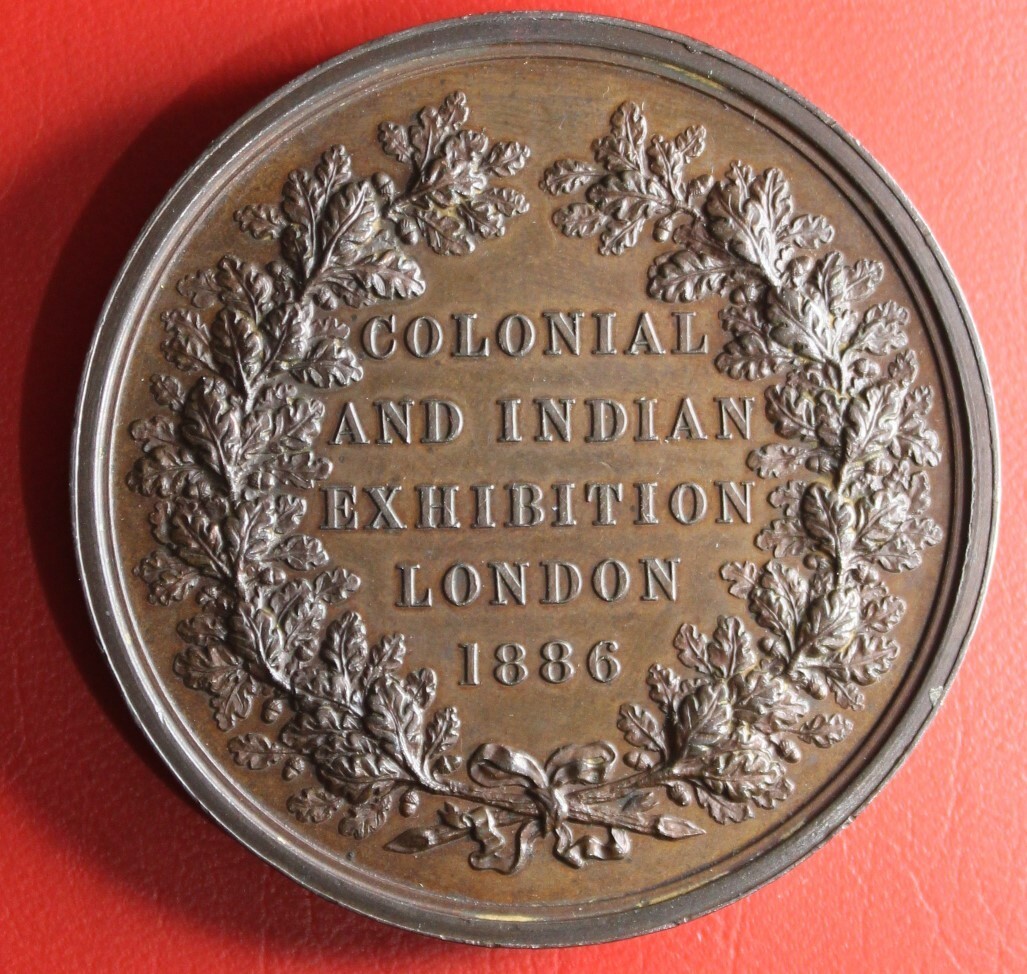 COLONIAL
AND INDIAN
EXHIBITION
LONDON
1886